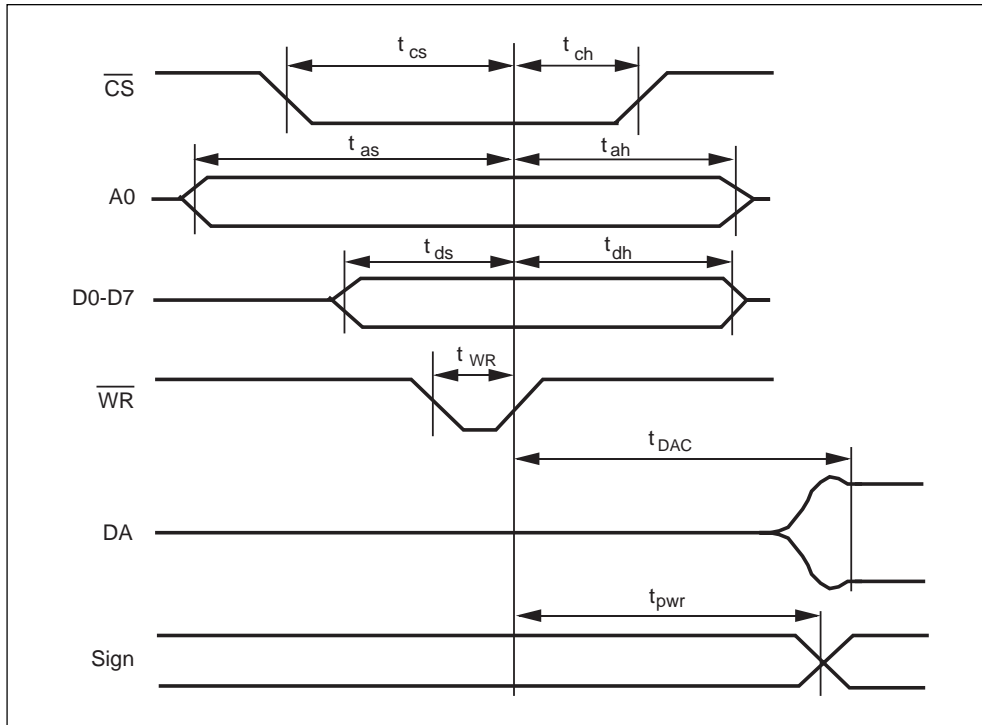 t cs
t ch
CS
t as
t ah
A0
t ds
t dh
D0-D7
t WR
WR
t DAC
DA
t pwr
Sign